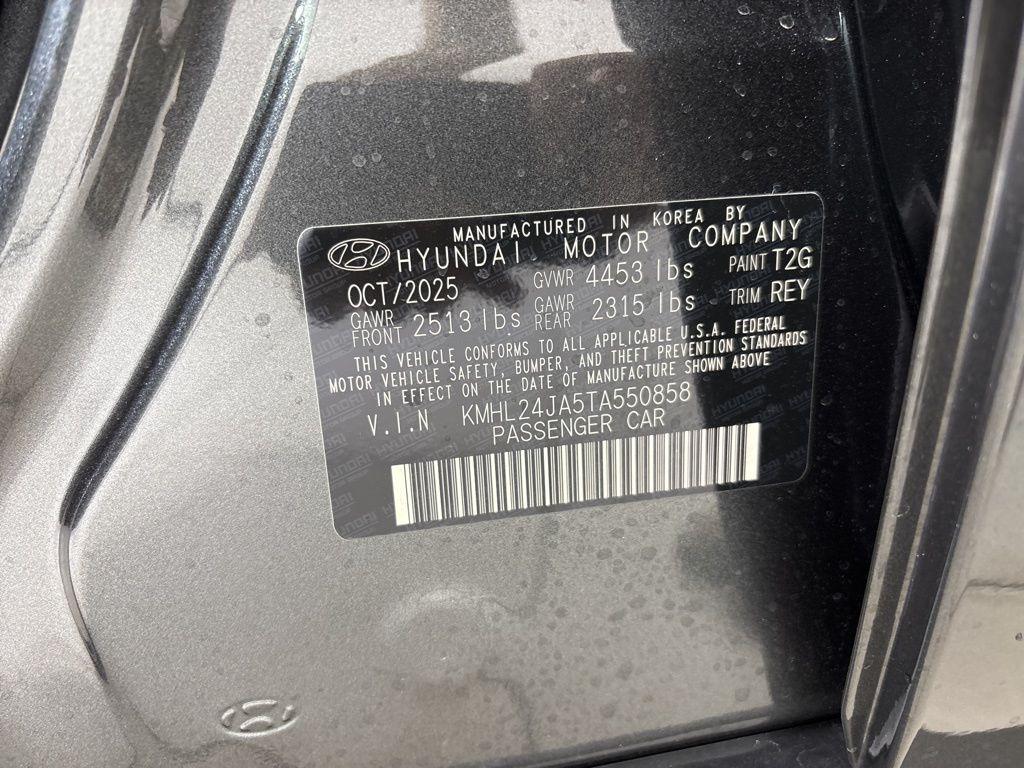 MANUFACTURED IN KOREA BY
HYUNDAI MOTOR COMPANY
OCT/2025 GVWR 4453 lbs PAINT T2G
GAWR FRONT 2513 lbs GAWR REAR 2315 lbs TRIM REY
THIS VEHICLE CONFORMS TO ALL APPLICABLE U.S.A. FEDERAL
MOTOR VEHICLE SAFETY, BUMPER, AND THEFT PREVENTION STANDARDS
IN EFFECT ON THE DATE OF MANUFACTURE SHOWN ABOVE
V.I.N KMHL24JA5TA550858
PASSENGER CAR